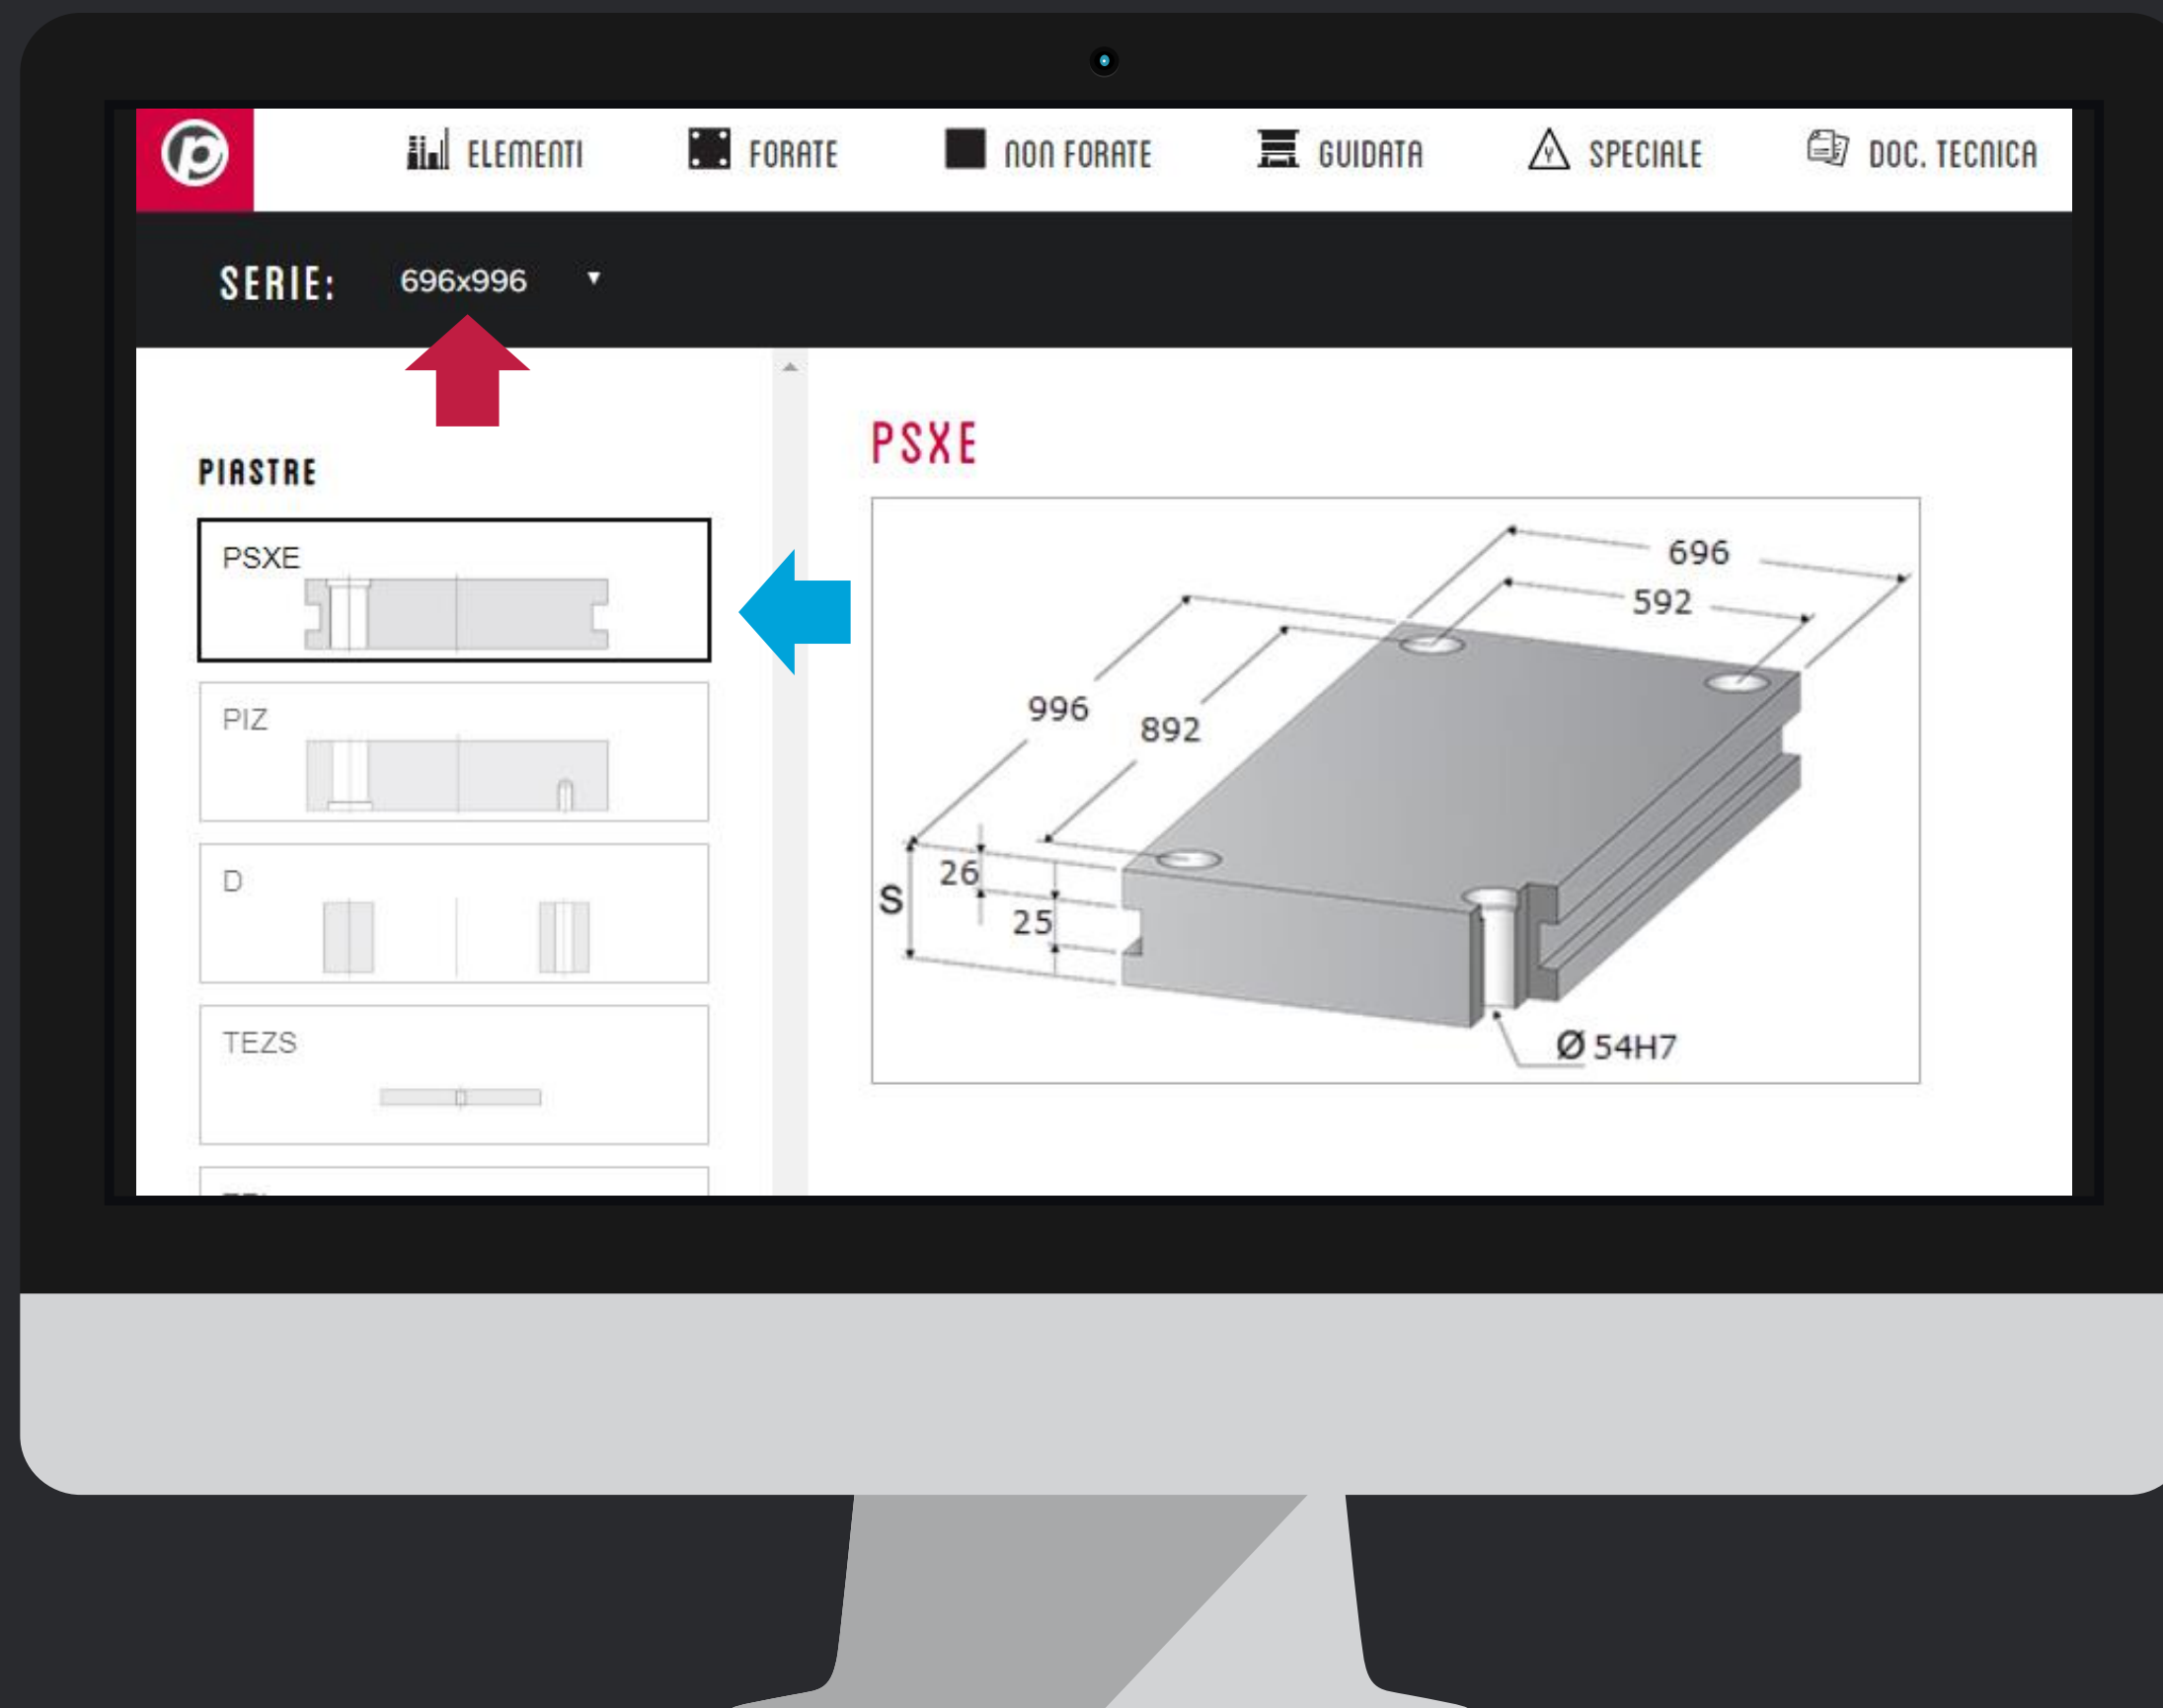 ELEMENTI
FORATE
NON FORATE
GUIDATA
SPECIALE
DOC. TECNICA
SERIE: 696x996
PIASTRE
PSXE
PIZ
D
TEZS
PSXE
696
592
996
892
26
S
25
Ø 54H7